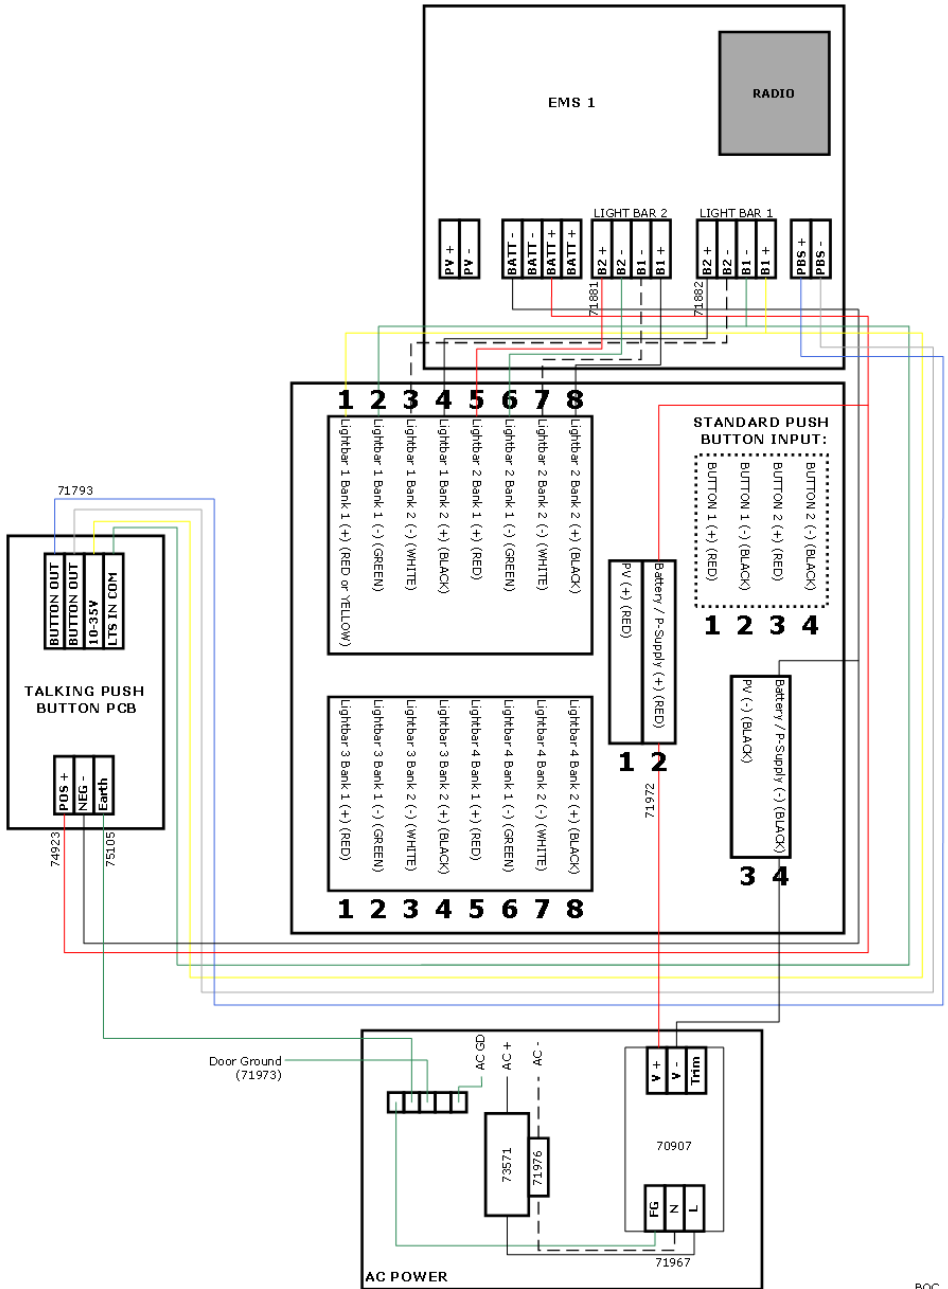 RADIO
EMS 1
LIGHT BAR 2
LIGHT BAR 1
PV +
PV -
BATT -
BATT -
BATT +
BATT +
B2 +
B2 -
B1 -
B1 +
B2 +
B2 -
B1 -
B1 +
PBS +
PBS -
71881
71882
1 2 3 4 5 6 7 8
Lightbar 1 Bank 1 (+) (RED or YELLOW)
Lightbar 1 Bank 1 (-) (GREEN)
Lightbar 1 Bank 2 (-) (WHITE)
Lightbar 1 Bank 2 (+) (BLACK)
Lightbar 2 Bank 1 (+) (RED)
Lightbar 2 Bank 1 (-) (GREEN)
Lightbar 2 Bank 2 (-) (WHITE)
Lightbar 2 Bank 2 (+) (BLACK)
STANDARD PUSH
BUTTON INPUT:
BUTTON 1 (+) (RED)
BUTTON 1 (-) (BLACK)
BUTTON 2 (+) (RED)
BUTTON 2 (-) (BLACK)
1 2 3 4
71793
BUTTON OUT
BUTTON OUT
10-35V
LTS IN COM
TALKING PUSH
BUTTON PCB
POS +
NEG -
Earth
74923
75105
PV (+) (RED)
Battery / P-Supply (+) (RED)
1 2
71972
PV (-) (BLACK)
Battery / P-Supply (-) (BLACK)
3 4
Lightbar 3 Bank 1 (+) (RED)
Lightbar 3 Bank 1 (-) (GREEN)
Lightbar 3 Bank 2 (-) (WHITE)
Lightbar 3 Bank 2 (+) (BLACK)
Lightbar 4 Bank 1 (+) (RED)
Lightbar 4 Bank 1 (-) (GREEN)
Lightbar 4 Bank 2 (-) (WHITE)
Lightbar 4 Bank 2 (+) (BLACK)
1 2 3 4 5 6 7 8
Door Ground
(71973)
AC GD
AC +
AC -
73571
71976
V +
V -
Trim
70907
FG
N
L
71967
AC POWER